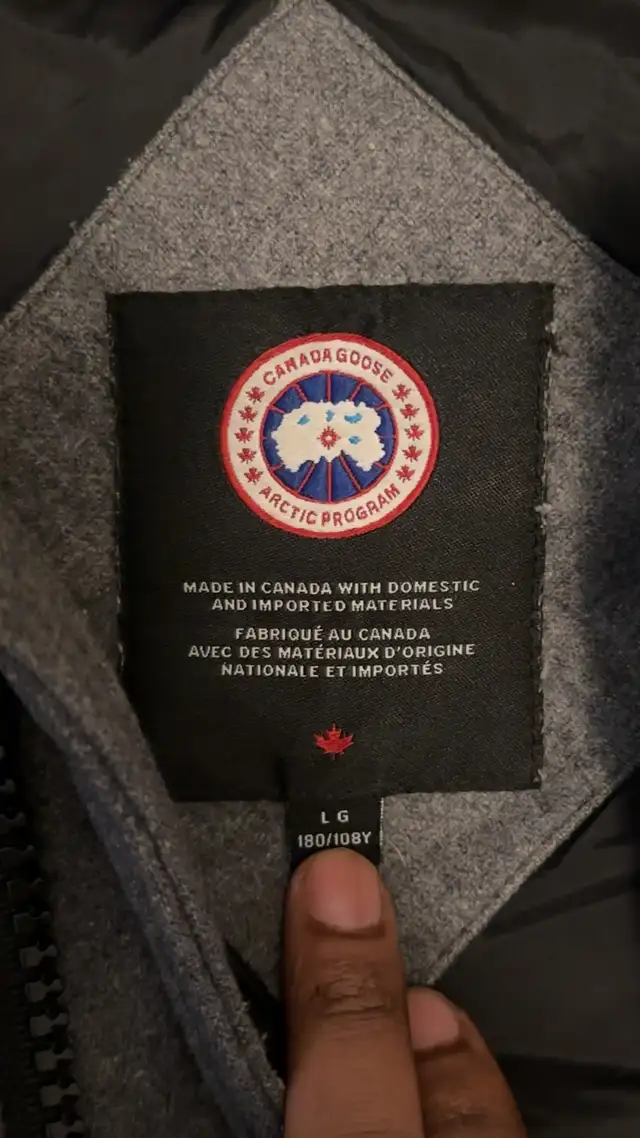 CANADA GOOSE
ARCTIC PROGRAM
MADE IN CANADA WITH DOMESTIC
AND IMPORTED MATERIALS
FABRIQUÉ AU CANADA
AVEC DES MATÉRIAUX D'ORIGINE
NATIONALE ET IMPORTÉS
LG
180/108Y